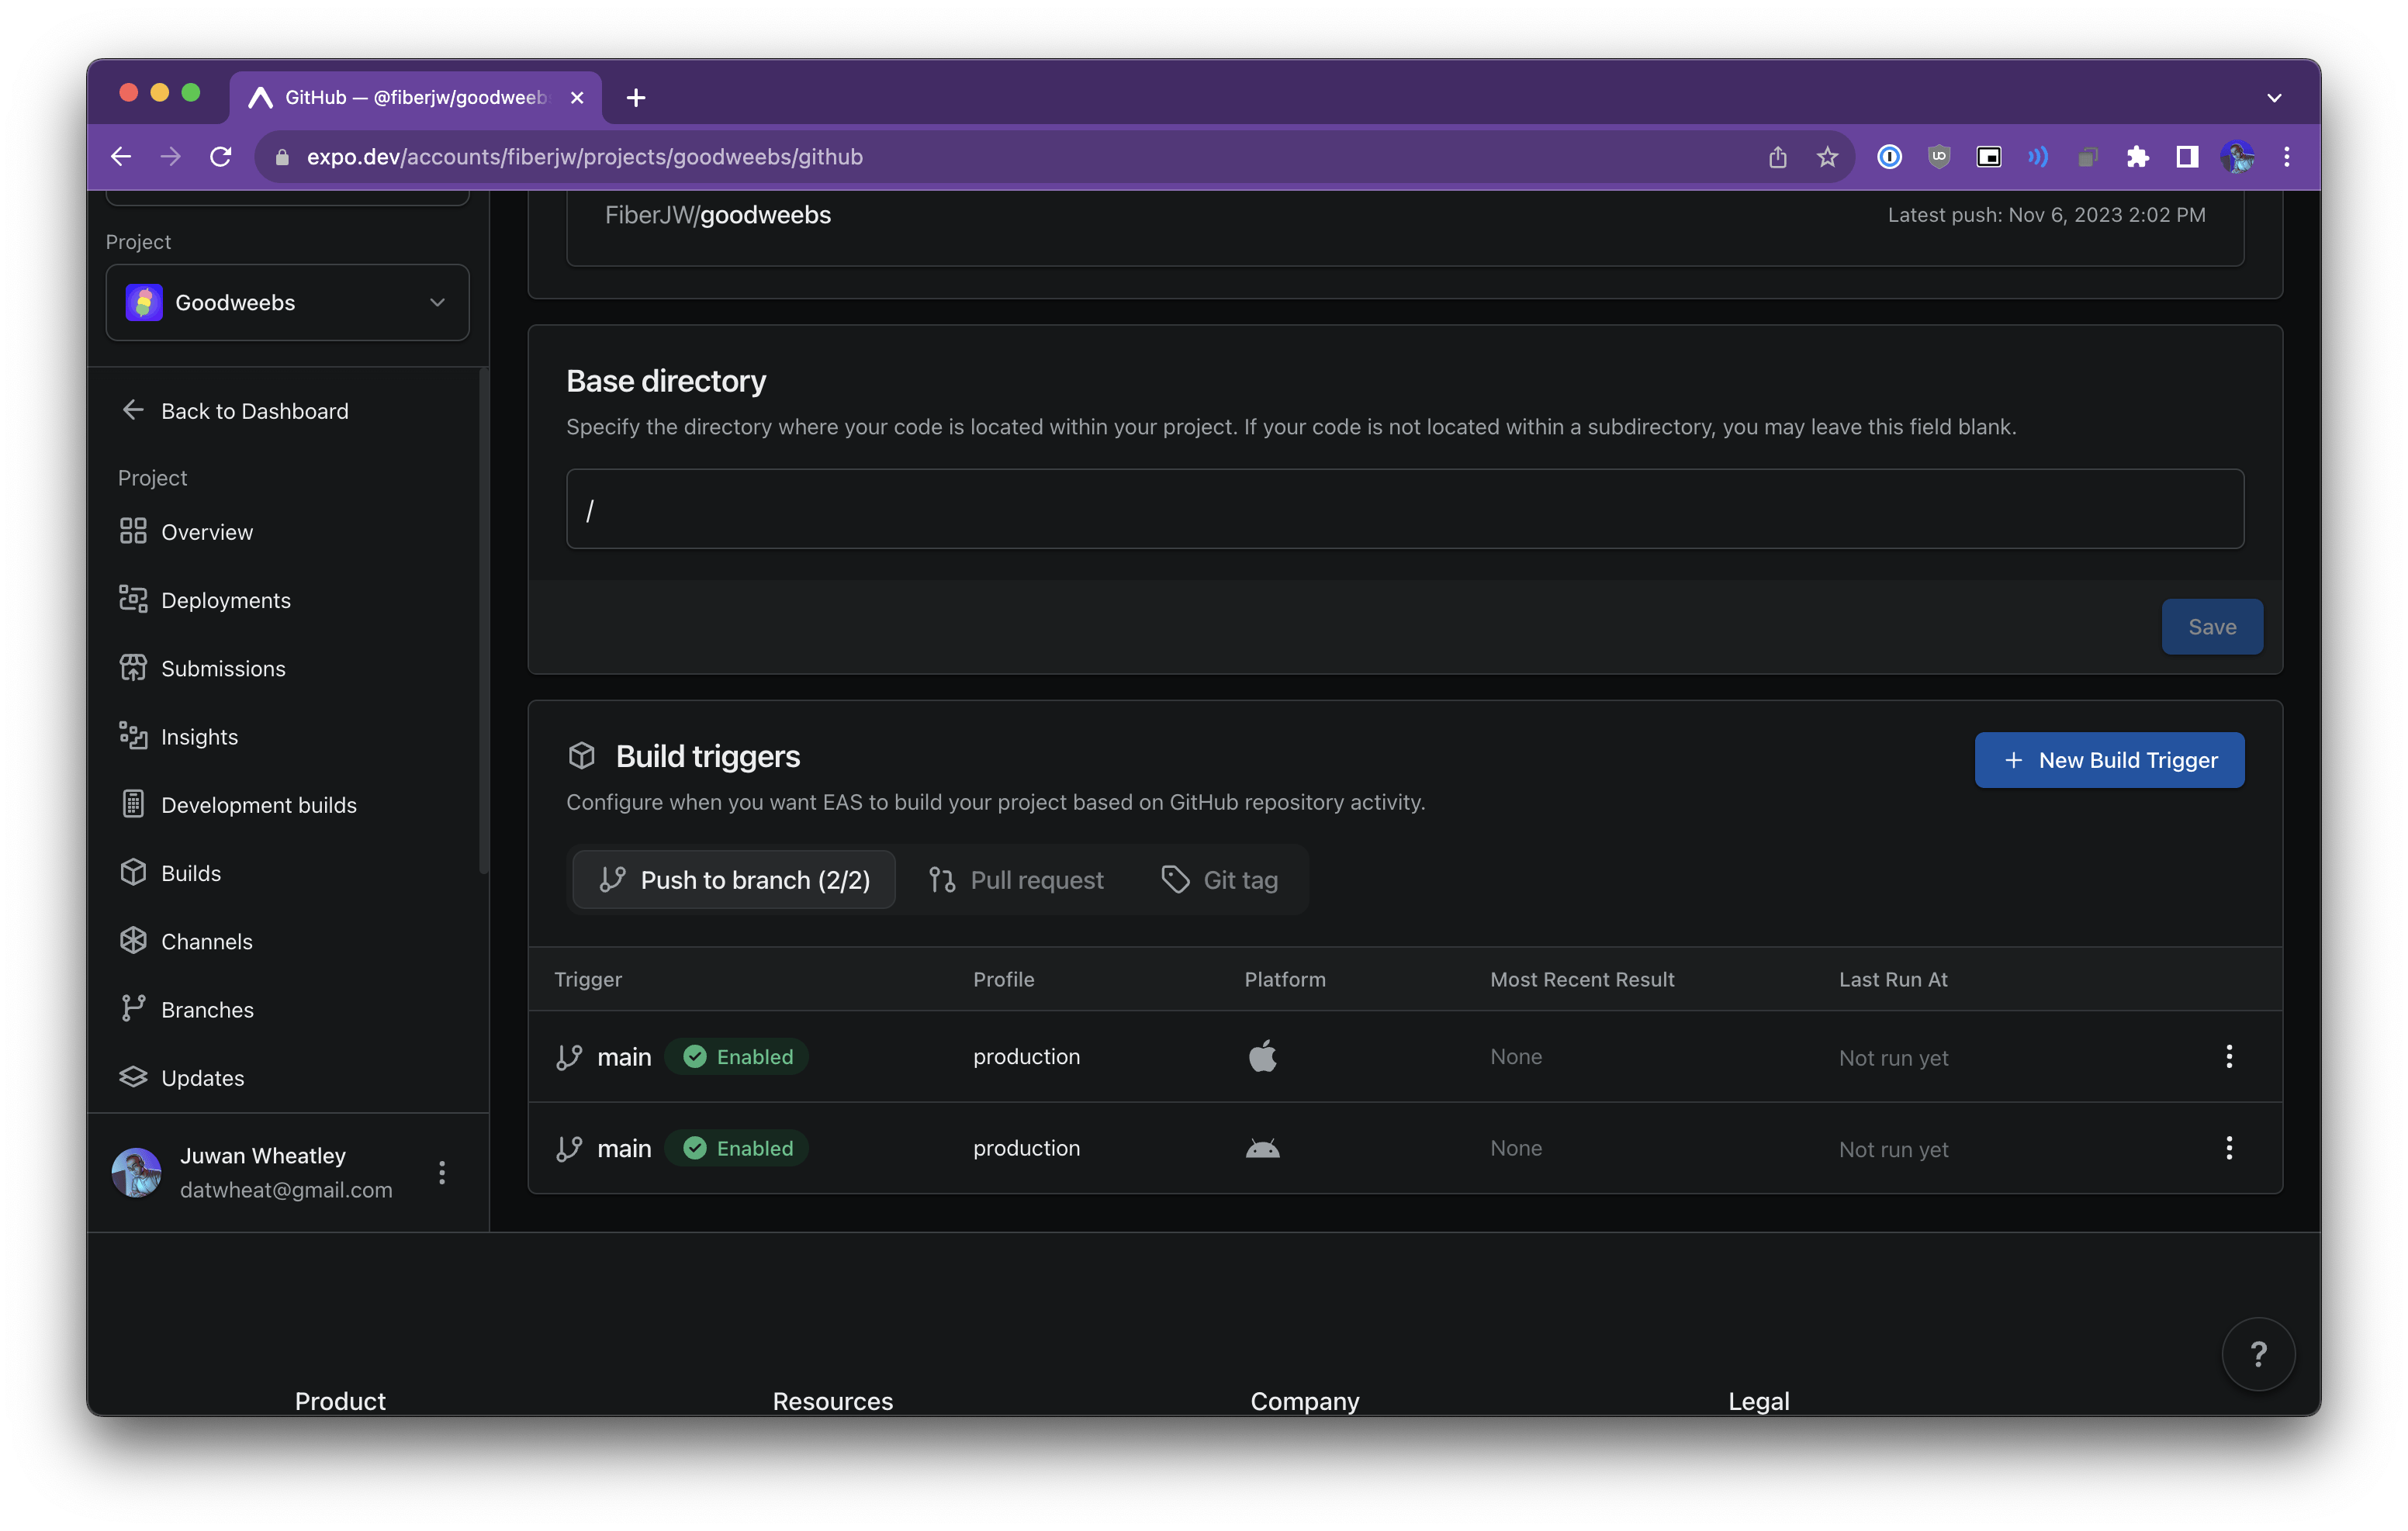 GitHub — @fiberjw/goodweebs
expo.dev/accounts/fiberjw/projects/goodweebs/github
Project
Goodweebs
Back to Dashboard
Project
Overview
Deployments
Submissions
Insights
Development builds
Builds
Channels
Branches
Updates
Juwan Wheatley
datwheat@gmail.com
FiberJW/goodweebs
Latest push: Nov 6, 2023 2:02 PM
Base directory
Specify the directory where your code is located within your project. If your code is not located within a subdirectory, you may leave this field blank.
/
Save
Build triggers
New Build Trigger
Configure when you want EAS to build your project based on GitHub repository activity.
Push to branch (2/2) Pull request Git tag
Trigger Profile Platform Most Recent Result Last Run At
main Enabled production None Not run yet
main Enabled production None Not run yet
?
Product Resources Company Legal